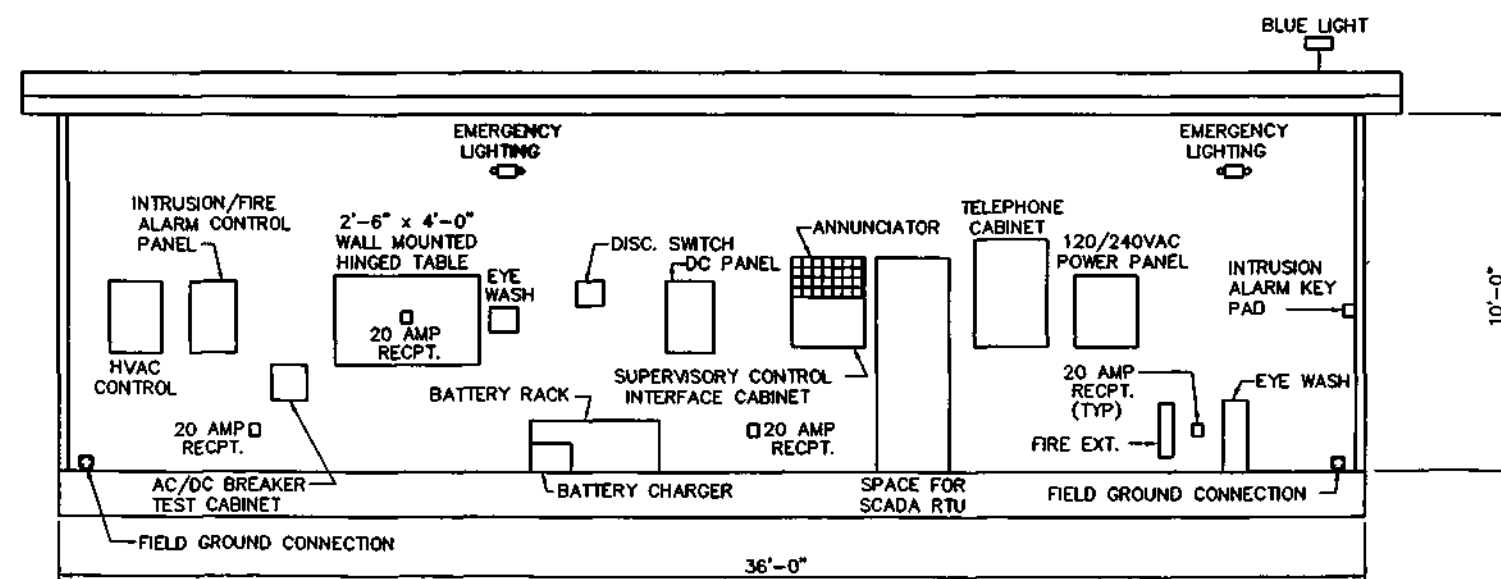 BLUE LIGHT
EMERGENCY
LIGHTING
EMERGENCY
LIGHTING
INTRUSION/FIRE
ALARM CONTROL
PANEL
2'-6" x 4'-0"
WALL MOUNTED
HINGED TABLE
EYE
WASH
DISC. SWITCH
DC PANEL
ANNUNCIATOR
TELEPHONE
CABINET
120/240VAC
POWER PANEL
INTRUSION
ALARM KEY
PAD
10'-0"
20 AMP
RECPT.
HVAC
CONTROL
BATTERY RACK
SUPERVISORY CONTROL
INTERFACE CABINET
20 AMP
RECPT.
(TYP)
EYE WASH
20 AMP
RECPT.
20 AMP
RECPT.
FIRE EXT.
AC/DC BREAKER
TEST CABINET
BATTERY CHARGER
SPACE FOR
SCADA RTU
FIELD GROUND CONNECTION
FIELD GROUND CONNECTION
36'-0"